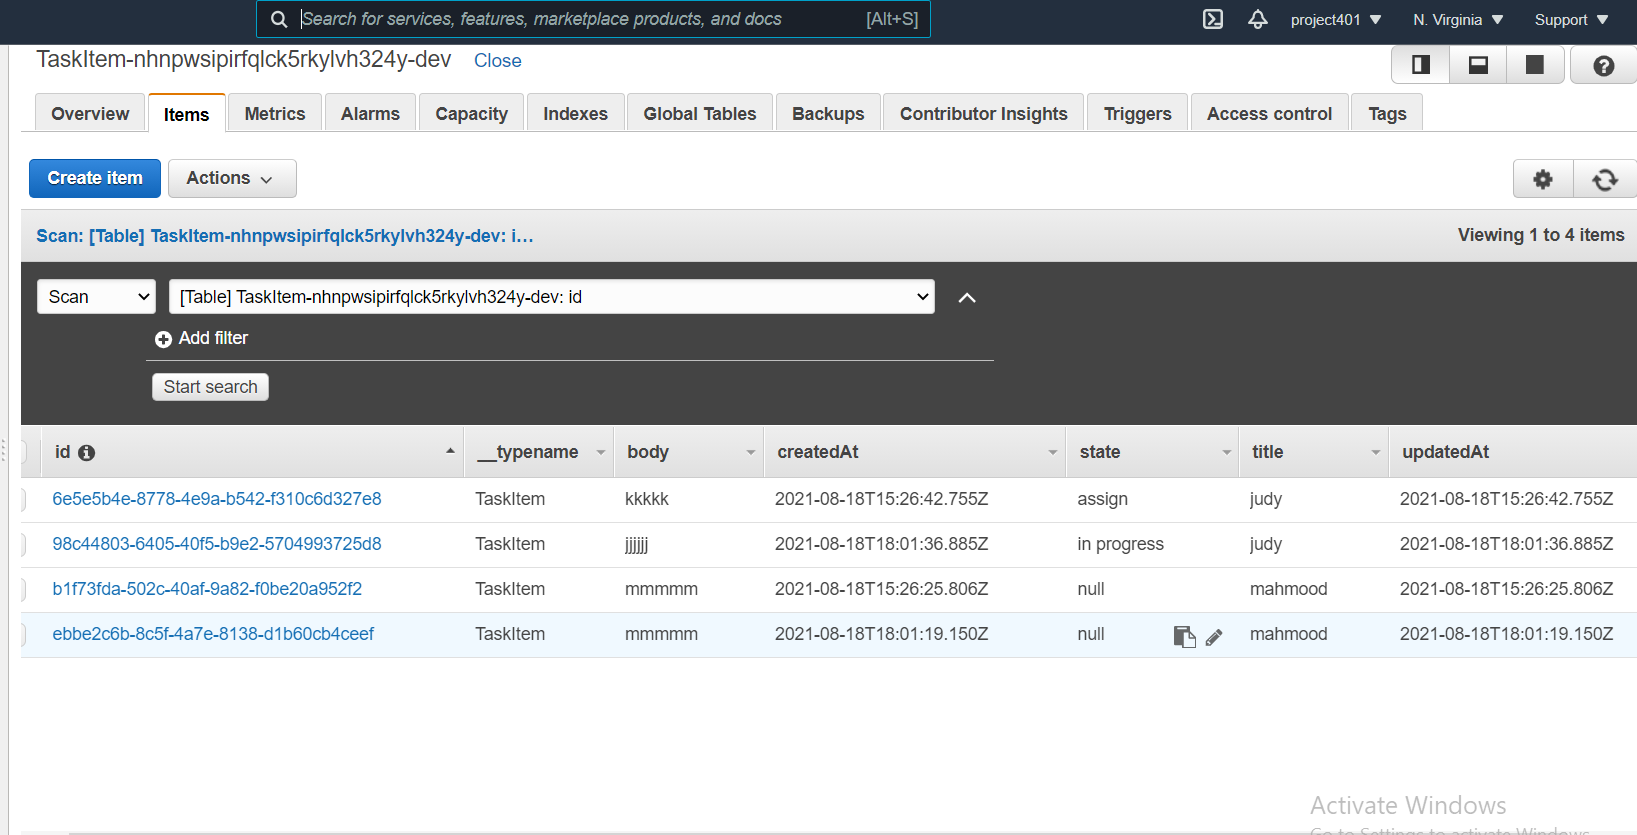 Search for services, features, marketplace products, and docs [Alt+S] project401 N. Virginia Support
TaskItem-nhnpwsipirfqlck5rkylvh324y-dev Close
Overview Items Metrics Alarms Capacity Indexes Global Tables Backups Contributor Insights Triggers Access control Tags
Create item Actions
Scan: [Table] TaskItem-nhnpwsipirfqlck5rkylvh324y-dev: i... Viewing 1 to 4 items
Scan [Table] TaskItem-nhnpwsipirfqlck5rkylvh324y-dev: id
Add filter
Start search
id __typename body createdAt state title updatedAt
6e5e5b4e-8778-4e9a-b542-f310c6d327e8 TaskItem kkkkk 2021-08-18T15:26:42.755Z assign judy 2021-08-18T15:26:42.755Z
98c44803-6405-40f5-b9e2-5704993725d8 TaskItem jjjjjj 2021-08-18T18:01:36.885Z in progress judy 2021-08-18T18:01:36.885Z
b1f73fda-502c-40af-9a82-f0be20a952f2 TaskItem mmmmm 2021-08-18T15:26:25.806Z null mahmood 2021-08-18T15:26:25.806Z
ebbe2c6b-8c5f-4a7e-8138-d1b60cb4ceef TaskItem mmmmm 2021-08-18T18:01:19.150Z null mahmood 2021-08-18T18:01:19.150Z
Activate Windows
Go to Settings to activate Windows.